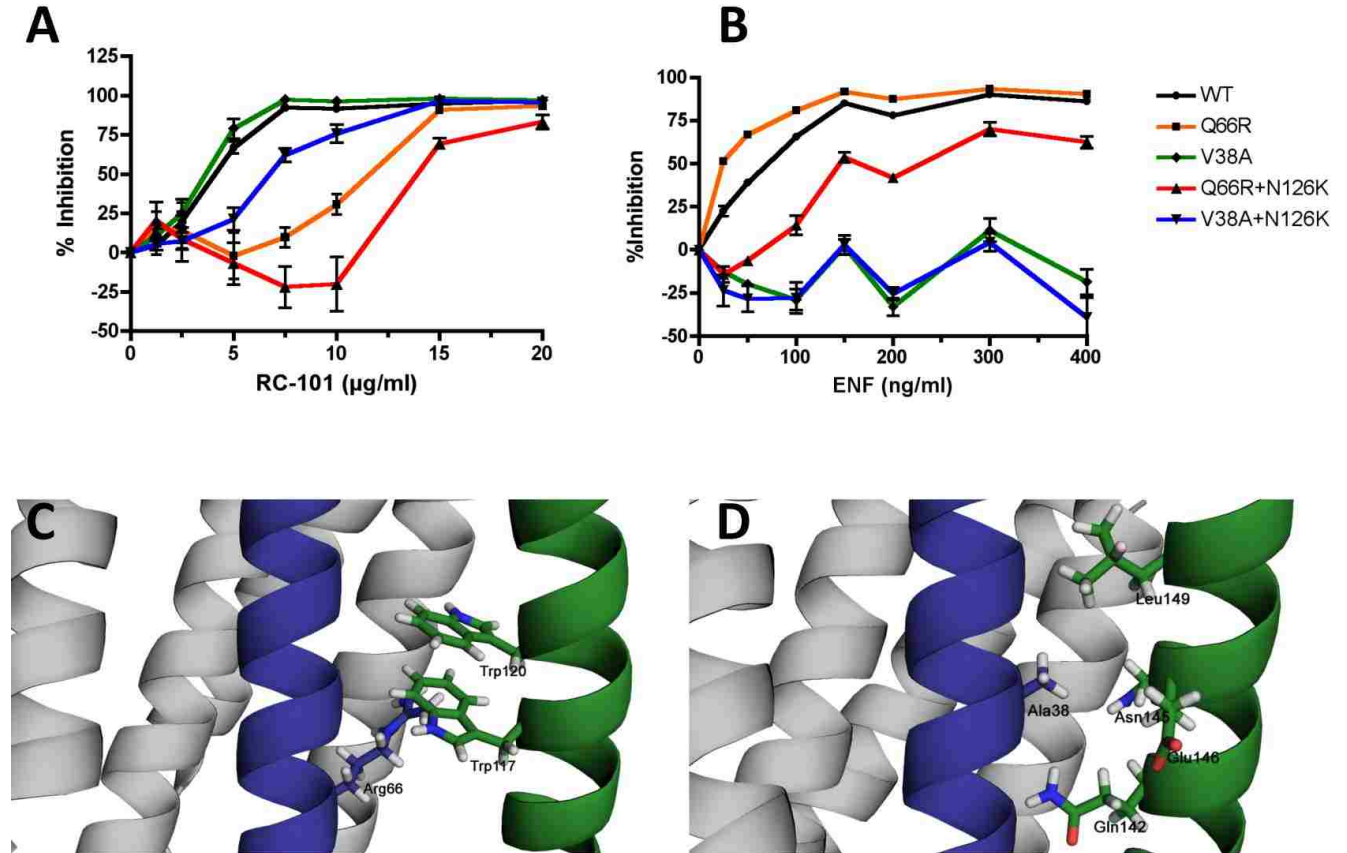 A
% Inhibition
125
100
75
50
25
0
-25
-50
0
5
10
15
20
RC-101 (µg/ml)
B
%Inhibition
100
75
50
25
0
-25
-50
0
100
200
300
400
ENF (ng/ml)
WT
Q66R
V38A
Q66R+N126K
V38A+N126K
C
Trp120
Trp117
Arg66
D
Leu149
Ala38
Asn145
Glu146
Gln142